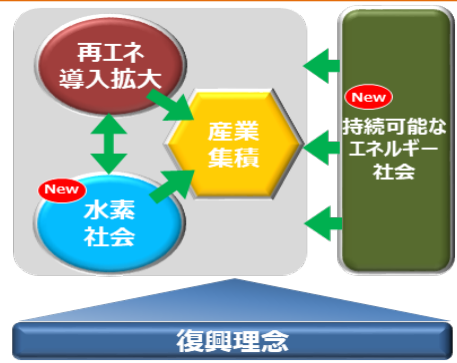 再エネ
導入拡大
産業
集積
New
水素
社会
New
持続可能な
エネルギー
社会
復興理念